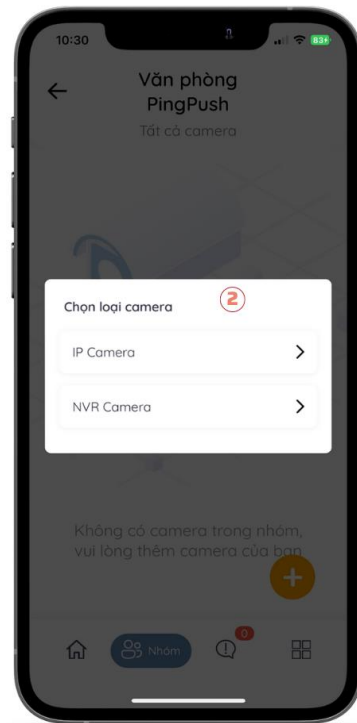 10:30
83+
Văn phòng
PingPush
Tất cả camera
Chọn loại camera
2
IP Camera
NVR Camera
Không có camera trong nhóm,
vui lòng thêm camera của bạn
+
Nhóm
0